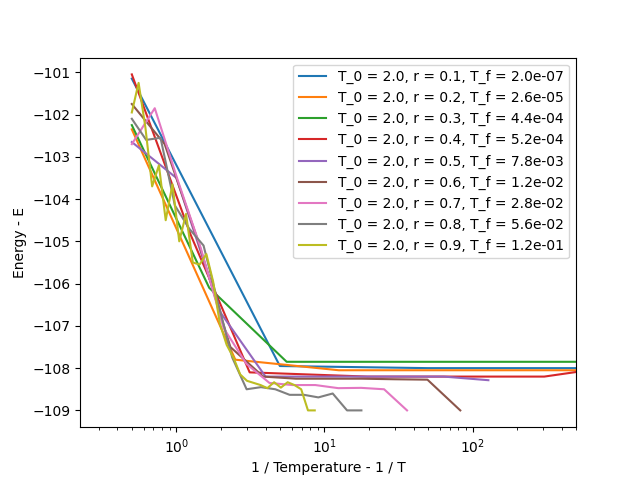 −101
−102
−103
−104
−105
−106
−107
−108
−109
Energy - E
T_0 = 2.0, r = 0.1, T_f = 2.0e-07
T_0 = 2.0, r = 0.2, T_f = 2.6e-05
T_0 = 2.0, r = 0.3, T_f = 4.4e-04
T_0 = 2.0, r = 0.4, T_f = 5.2e-04
T_0 = 2.0, r = 0.5, T_f = 7.8e-03
T_0 = 2.0, r = 0.6, T_f = 1.2e-02
T_0 = 2.0, r = 0.7, T_f = 2.8e-02
T_0 = 2.0, r = 0.8, T_f = 5.6e-02
T_0 = 2.0, r = 0.9, T_f = 1.2e-01
10⁰ 10¹ 10²
1 / Temperature - 1 / T